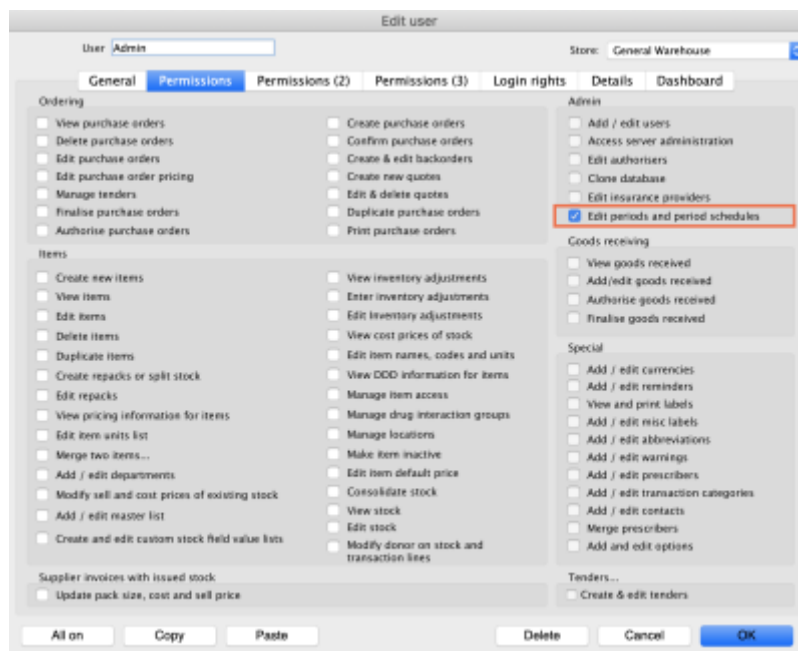 Edit user
User Admin
Store: General Warehouse
General Permissions Permissions (2) Permissions (3) Login rights Details Dashboard
Ordering
View purchase orders
Delete purchase orders
Edit purchase orders
Edit purchase order pricing
Manage tenders
Finalise purchase orders
Authorise purchase orders
Create purchase orders
Confirm purchase orders
Create & edit backorders
Create new quotes
Edit & delete quotes
Duplicate purchase orders
Print purchase orders
Items
Create new items
View items
Edit items
Delete items
Duplicate items
Create repacks or split stock
Edit repacks
View pricing information for items
Edit item units list
Merge two items...
Add / edit departments
Modify sell and cost prices of existing stock
Add / edit master list
Create and edit custom stock field value lists
View inventory adjustments
Enter inventory adjustments
Edit inventory adjustments
View cost prices of stock
Edit item names, codes and units
View DDD information for items
Manage item access
Manage drug interaction groups
Manage locations
Make item inactive
Edit item default price
Consolidate stock
View stock
Edit stock
Modify donor on stock and
transaction lines
Supplier invoices with issued stock
Update pack size, cost and sell price
Admin
Add / edit users
Access server administration
Edit authorisers
Clone database
Edit insurance providers
Edit periods and period schedules
Goods receiving
View goods received
Add/edit goods received
Authorise goods received
Finalise goods received
Special
Add / edit currencies
Add / edit reminders
View and print labels
Add / edit misc labels
Add / edit abbreviations
Add / edit warnings
Add / edit prescribers
Add / edit transaction categories
Add / edit contacts
Merge prescribers
Add and edit options
Tenders...
Create & edit tenders
All on Copy Paste Delete Cancel OK